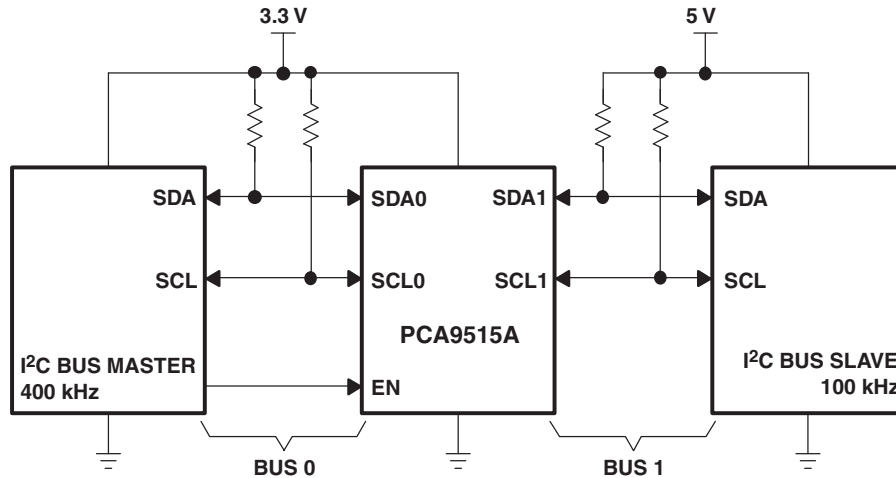 3.3 V
5 V
SDA
SDA0
SDA1
SDA
SCL
SCL0
SCL1
SCL
PCA9515A
I²C BUS MASTER
400 kHz
EN
I²C BUS SLAVE
100 kHz
BUS 0
BUS 1